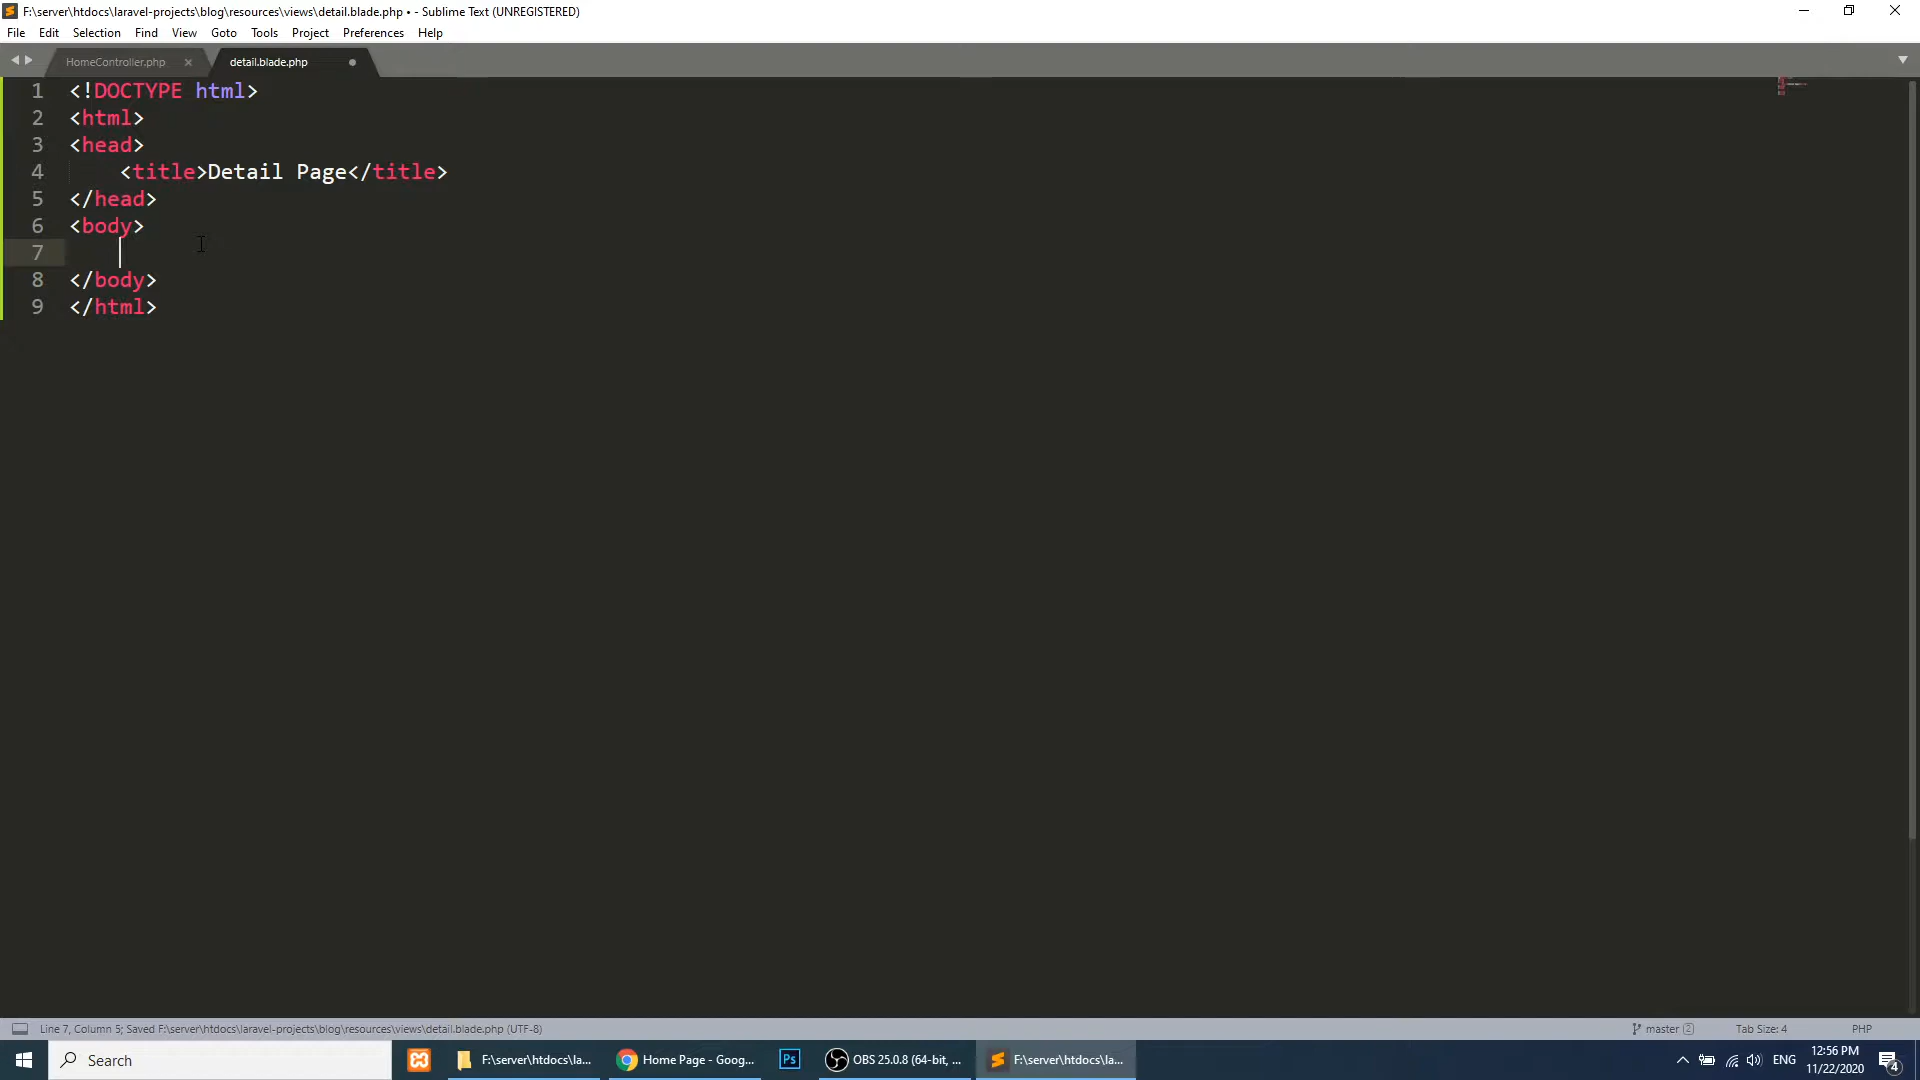 F:\server\htdocs\laravel-projects\blog\resources\views\detail.blade.php • - Sublime Text (UNREGISTERED)
File Edit Selection Find View Goto Tools Project Preferences Help
HomeController.php × detail.blade.php
1 <!DOCTYPE html>
2 <html>
3 <head>
4 <title>Detail Page</title>
5 </head>
6 <body>
7
8 </body>
9 </html>
Line 7, Column 5; Saved F:\server\htdocs\laravel-projects\blog\resources\views\detail.blade.php (UTF-8) master 2 Tab Size: 4 PHP
Search F:\server\htdocs\la... Home Page - Goog... Ps OBS 25.0.8 (64-bit, ... F:\server\htdocs\la... ENG 12:56 PM
11/22/2020 4